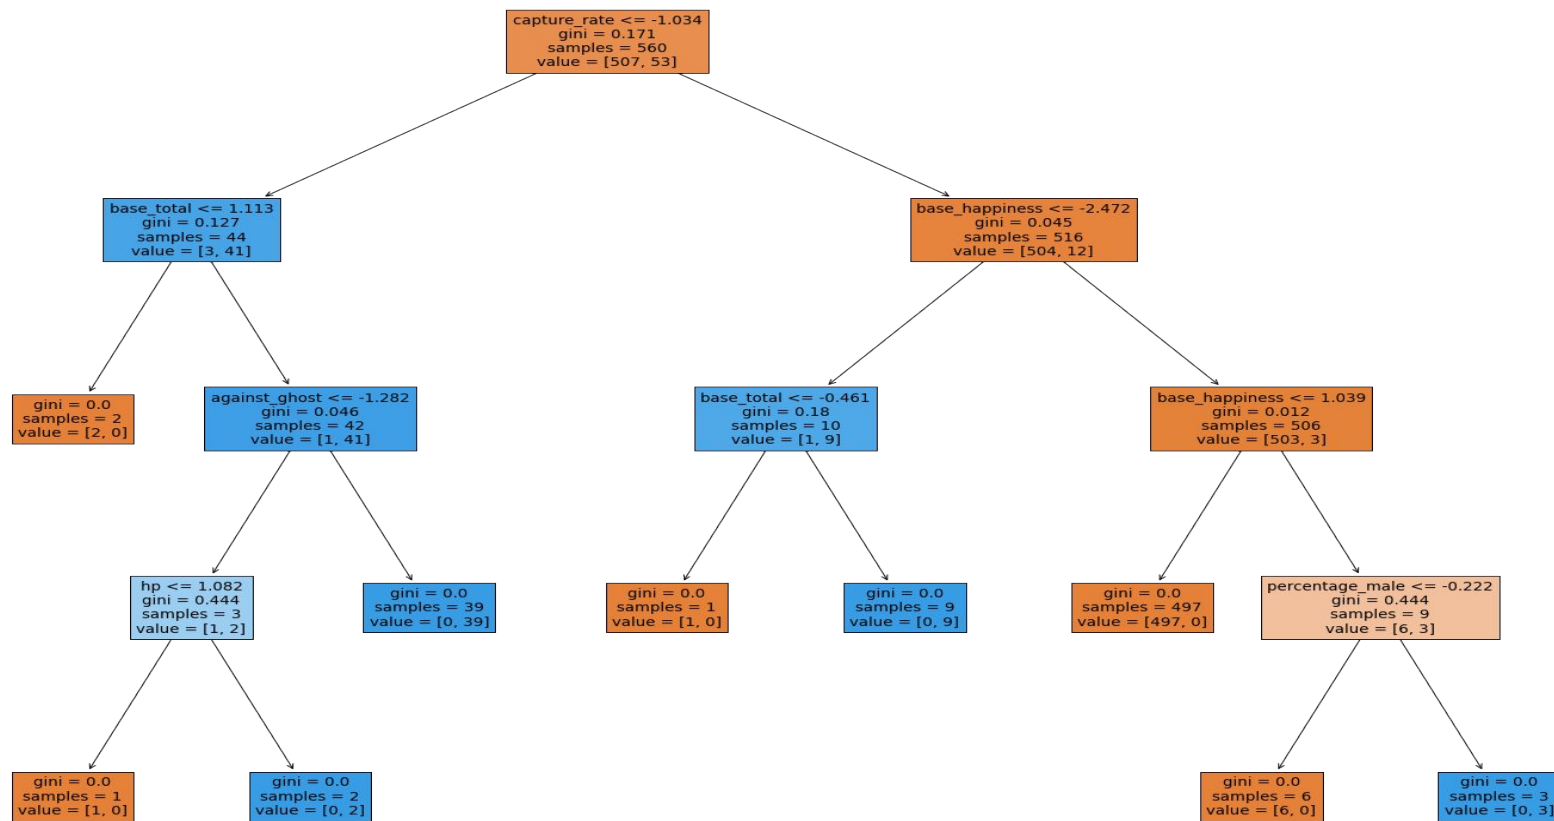 capture_rate <= -1.034
gini = 0.171
samples = 560
value = [507, 53]
base_total <= 1.113
gini = 0.127
samples = 44
value = [3, 41]
base_happiness <= -2.472
gini = 0.045
samples = 516
value = [504, 12]
gini = 0.0
samples = 2
value = [2, 0]
against_ghost <= -1.282
gini = 0.046
samples = 42
value = [1, 41]
base_total <= -0.461
gini = 0.18
samples = 10
value = [1, 9]
base_happiness <= 1.039
gini = 0.012
samples = 506
value = [503, 3]
hp <= 1.082
gini = 0.444
samples = 3
value = [1, 2]
gini = 0.0
samples = 39
value = [0, 39]
gini = 0.0
samples = 1
value = [1, 0]
gini = 0.0
samples = 9
value = [0, 9]
gini = 0.0
samples = 497
value = [497, 0]
percentage_male <= -0.222
gini = 0.444
samples = 9
value = [6, 3]
gini = 0.0
samples = 1
value = [1, 0]
gini = 0.0
samples = 2
value = [0, 2]
gini = 0.0
samples = 6
value = [6, 0]
gini = 0.0
samples = 3
value = [0, 3]